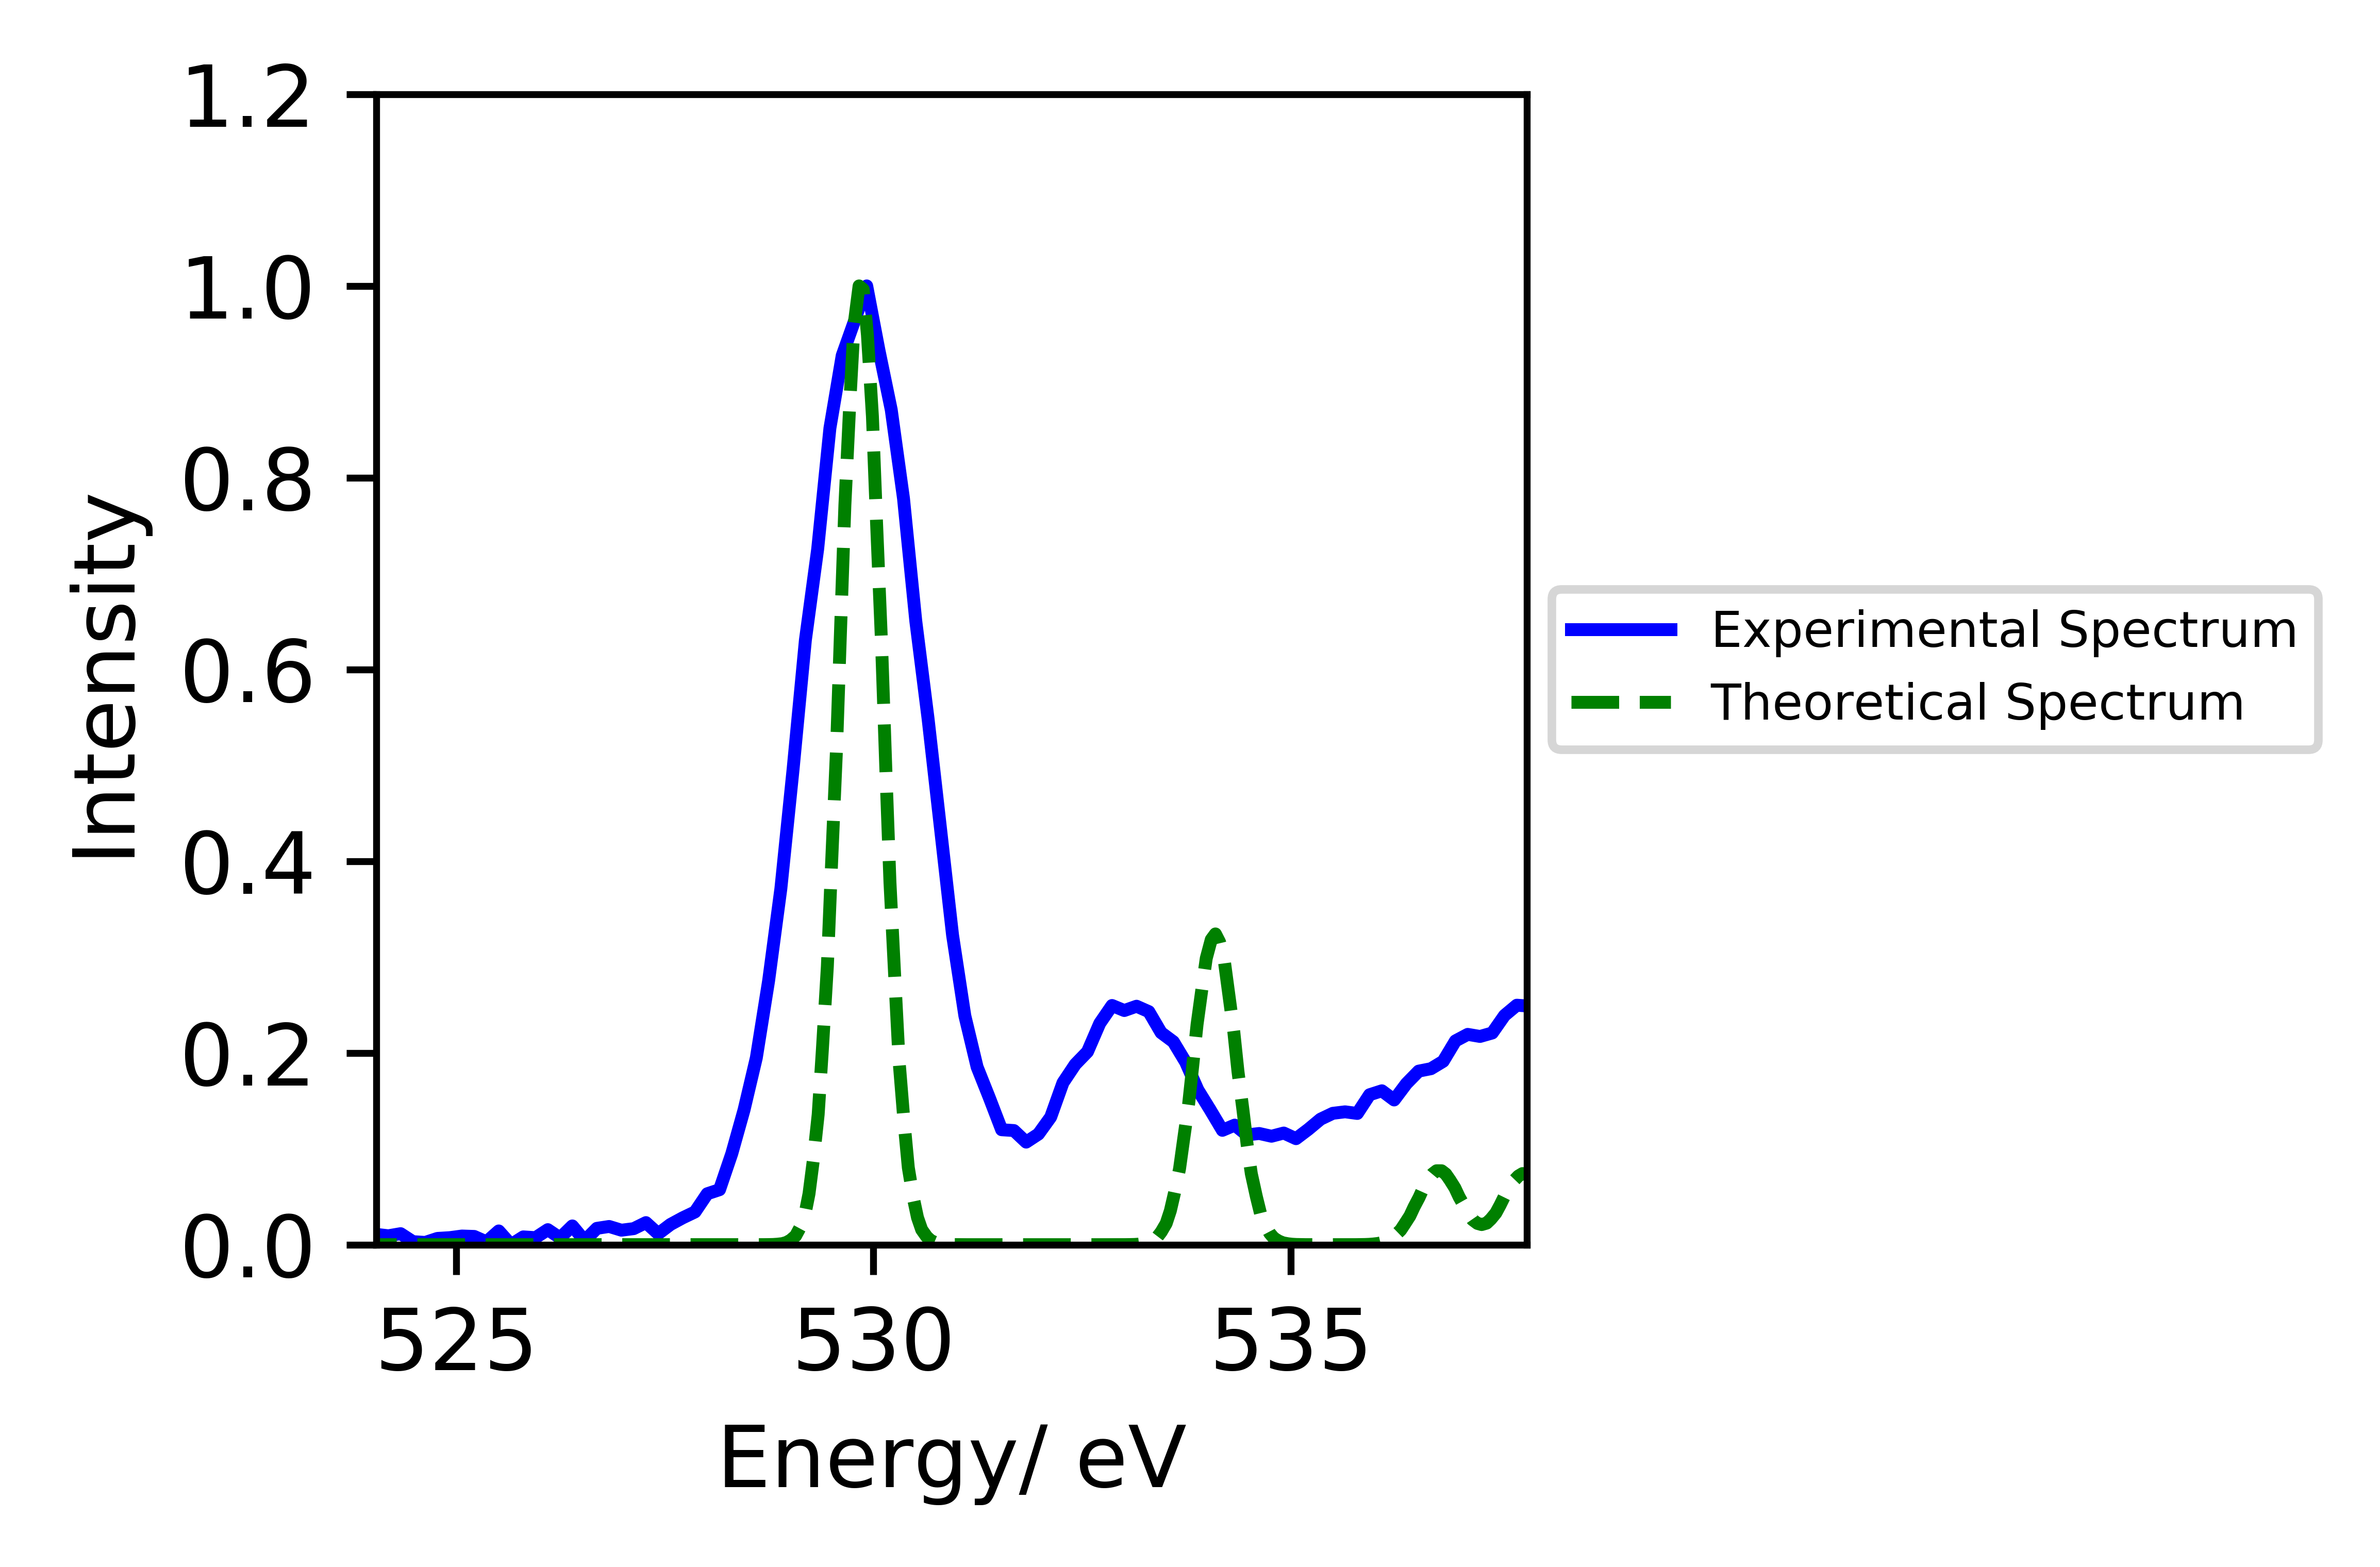 1.2
1.0
0.8
0.6
0.4
0.2
0.0
Intensity
525 530 535
Energy/ eV
Experimental Spectrum
Theoretical Spectrum